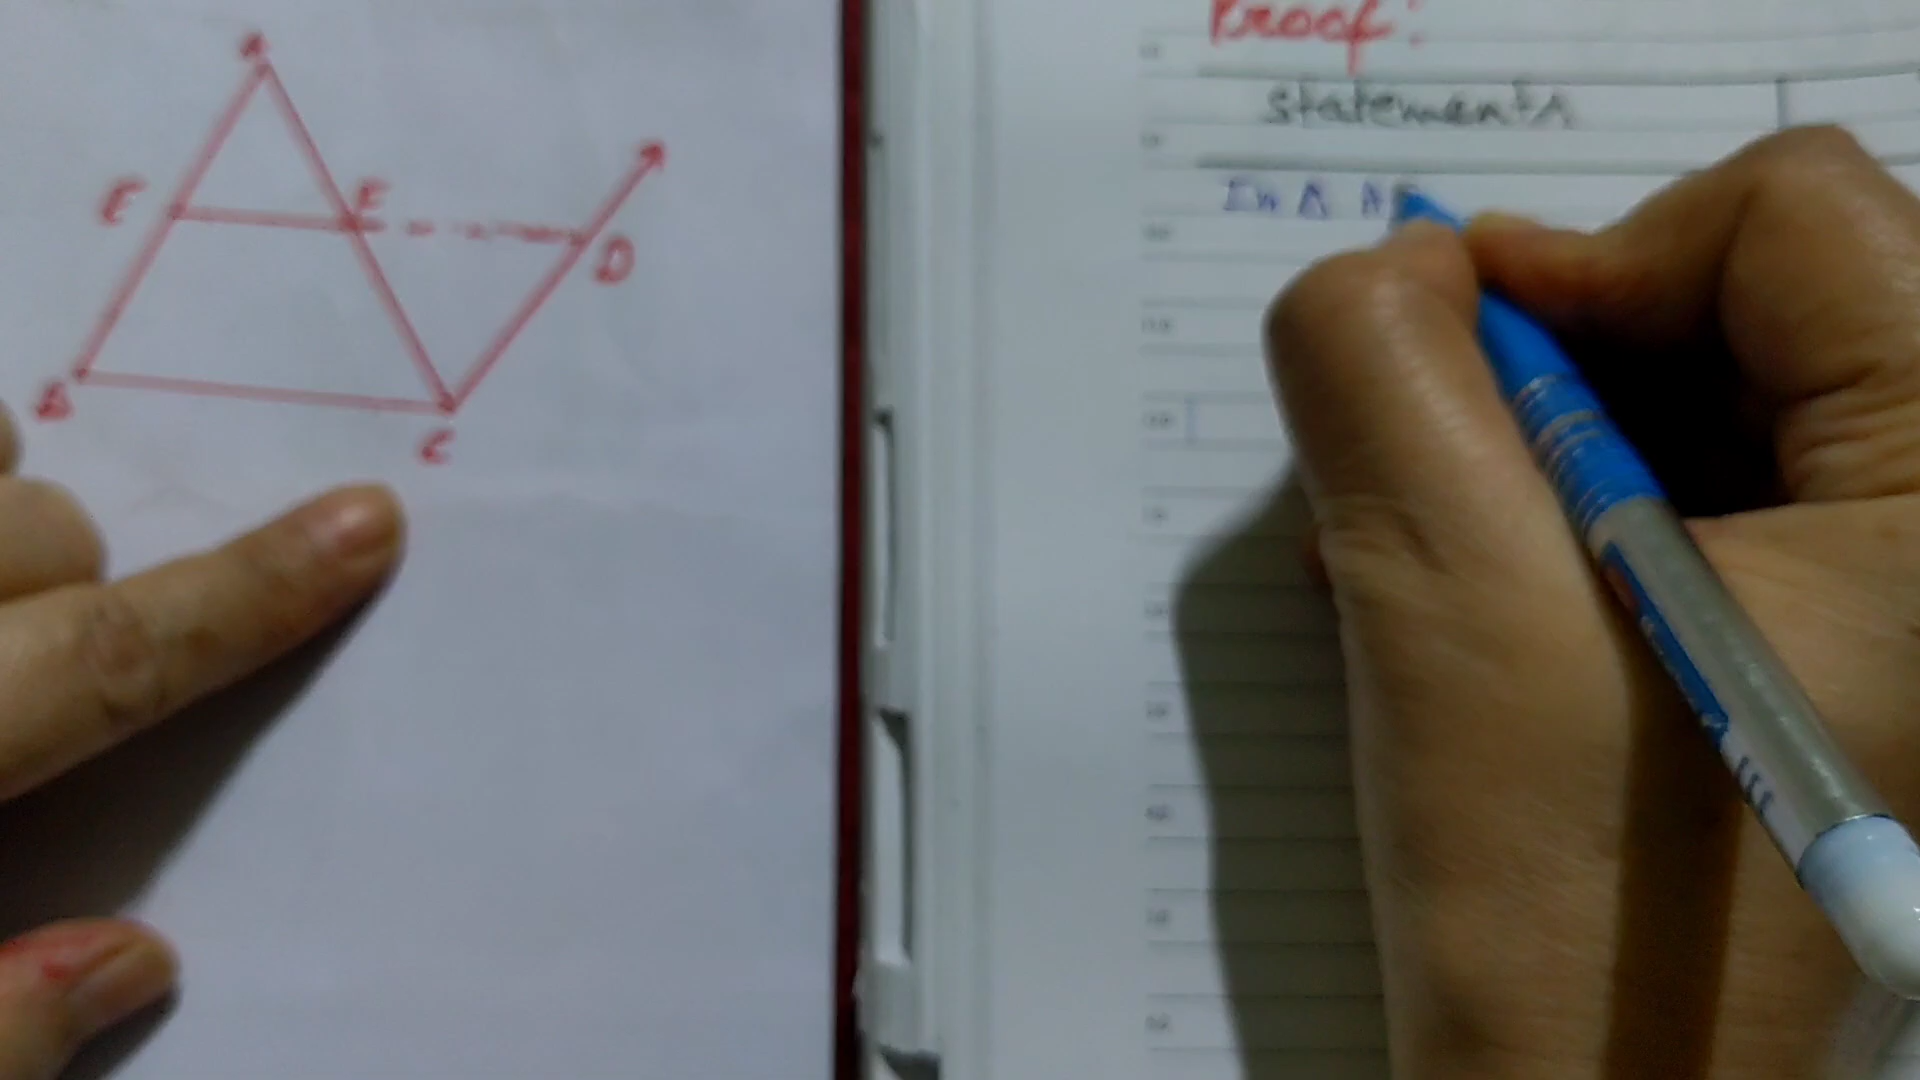 A
E
F
D
B
C
Proof:
Statements
In Δ A